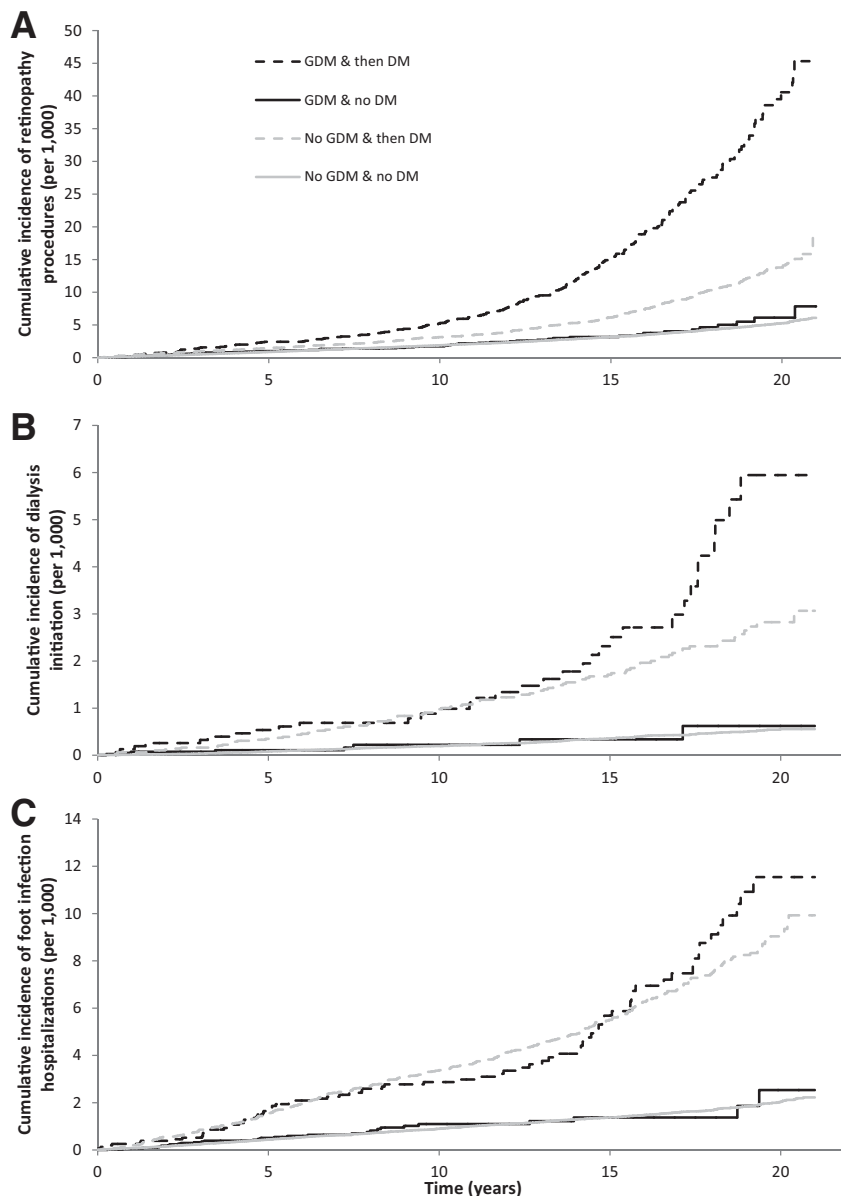 A
Cumulative incidence of retinopathy
procedures (per 1,000)
50
45
40
35
30
25
20
15
10
5
0
GDM & then DM
GDM & no DM
No GDM & then DM
No GDM & no DM
0 5 10 15 20
B
Cumulative incidence of dialysis
initiation (per 1,000)
7
6
5
4
3
2
1
0
0 5 10 15 20
C
Cumulative incidence of foot infection
hospitalizations (per 1,000)
14
12
10
8
6
4
2
0
0 5 10 15 20
Time (years)